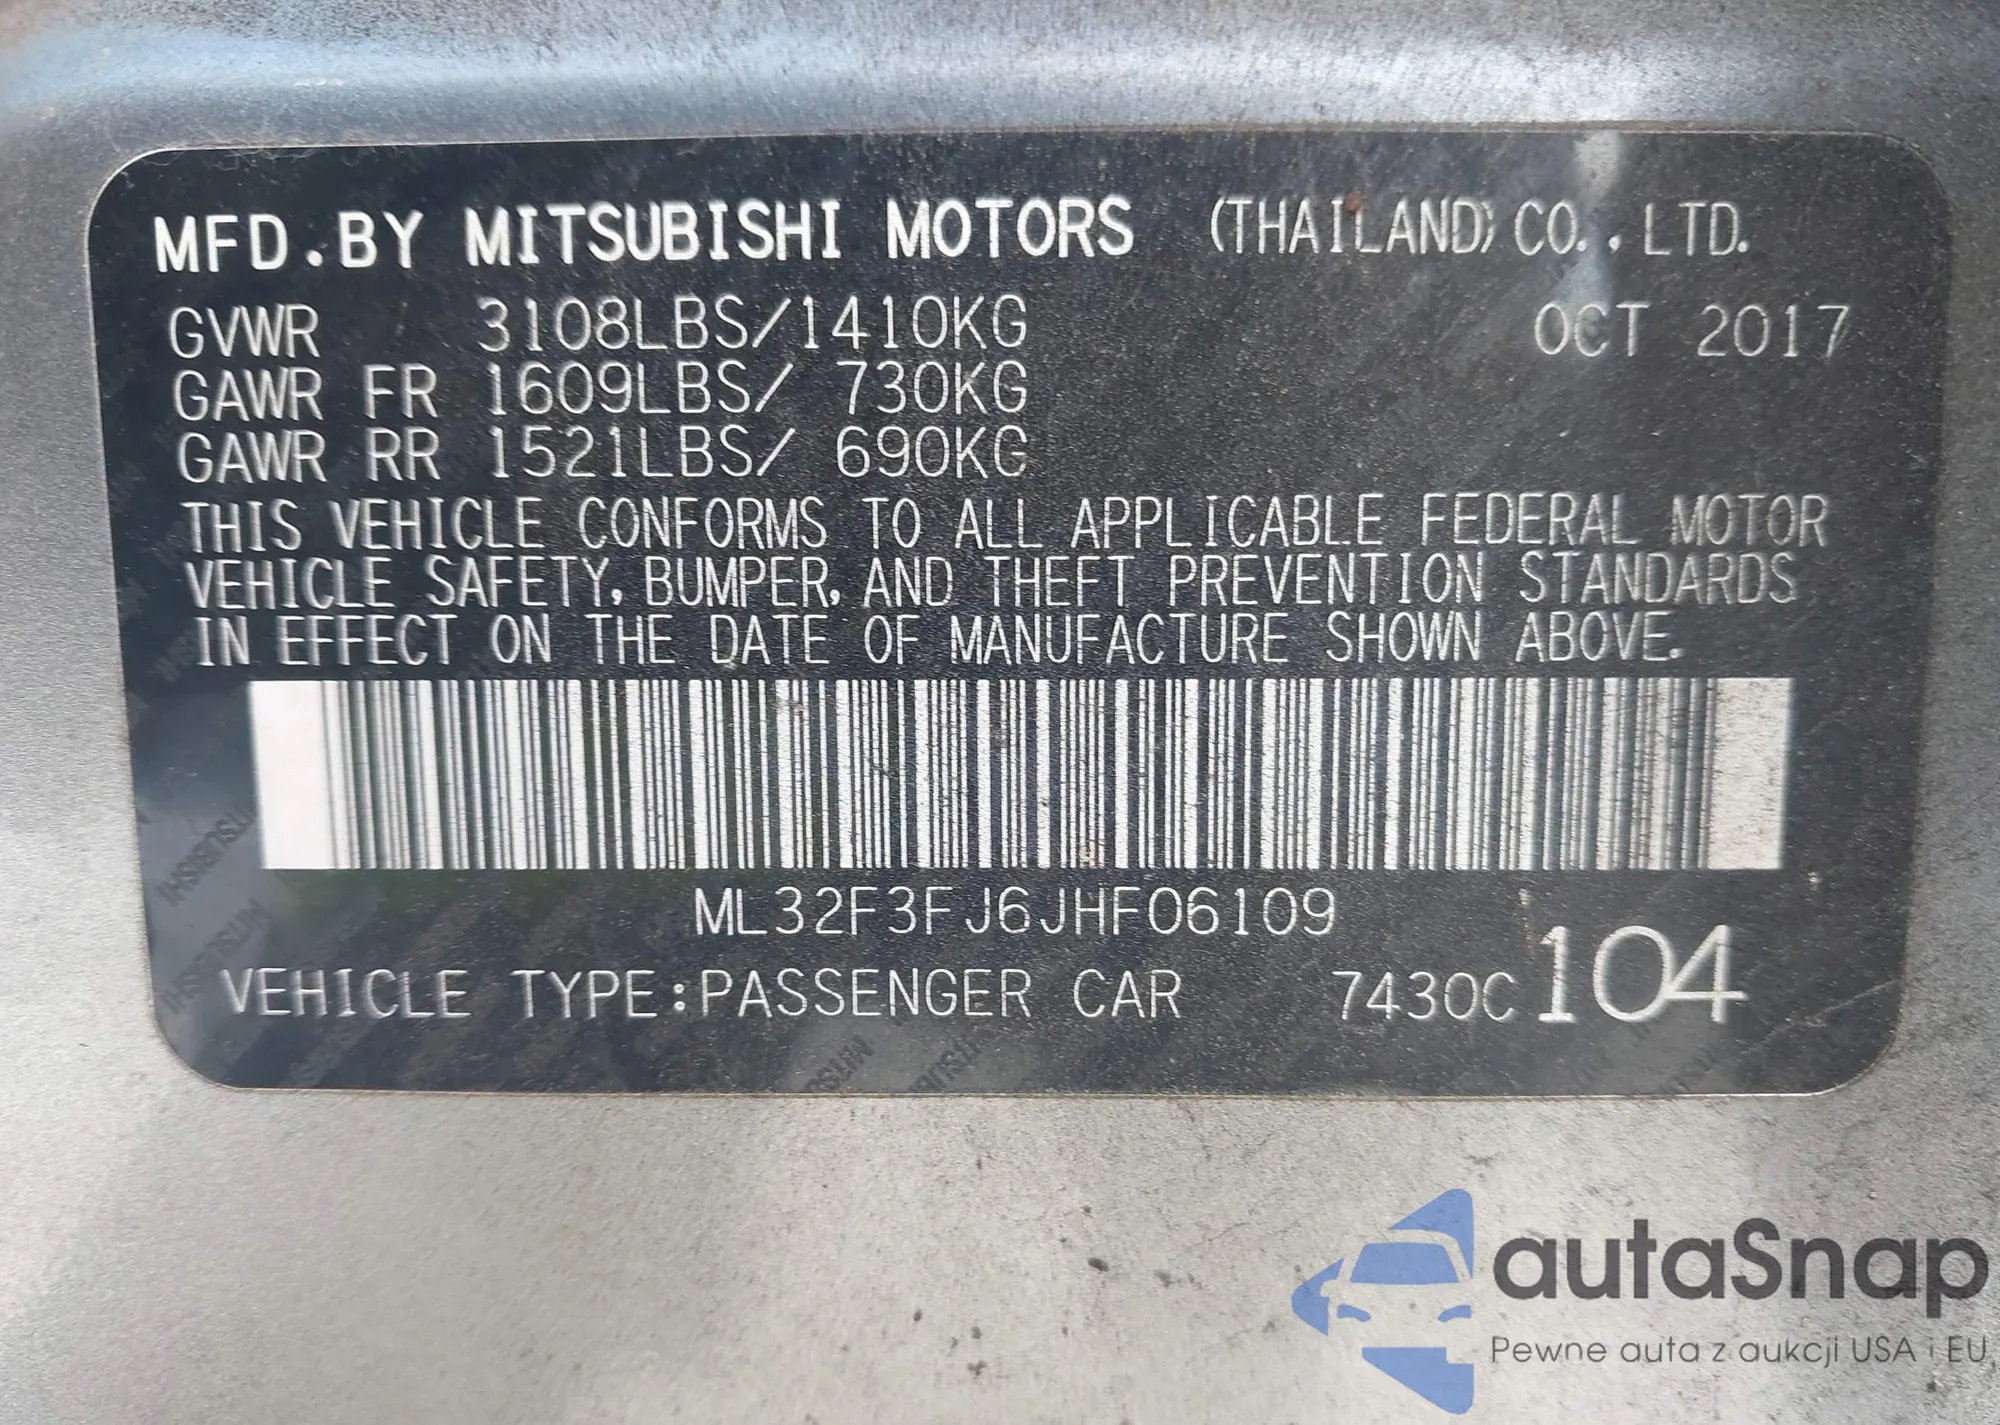 MFD.BY MITSUBISHI MOTORS (THAILAND) CO.,LTD.
GVWR 3108LBS/1410KG OCT 2017
GAWR FR 1609LBS/ 730KG
GAWR RR 1521LBS/ 690KG
THIS VEHICLE CONFORMS TO ALL APPLICABLE FEDERAL MOTOR
VEHICLE SAFETY, BUMPER, AND THEFT PREVENTION STANDARDS
IN EFFECT ON THE DATE OF MANUFACTURE SHOWN ABOVE.
ML32F3FJ6JHF06109
VEHICLE TYPE:PASSENGER CAR 7430C 104
MITSUBISHI
MITSUBISHI
autaSnap
Pewne auta z aukcji USA i EU